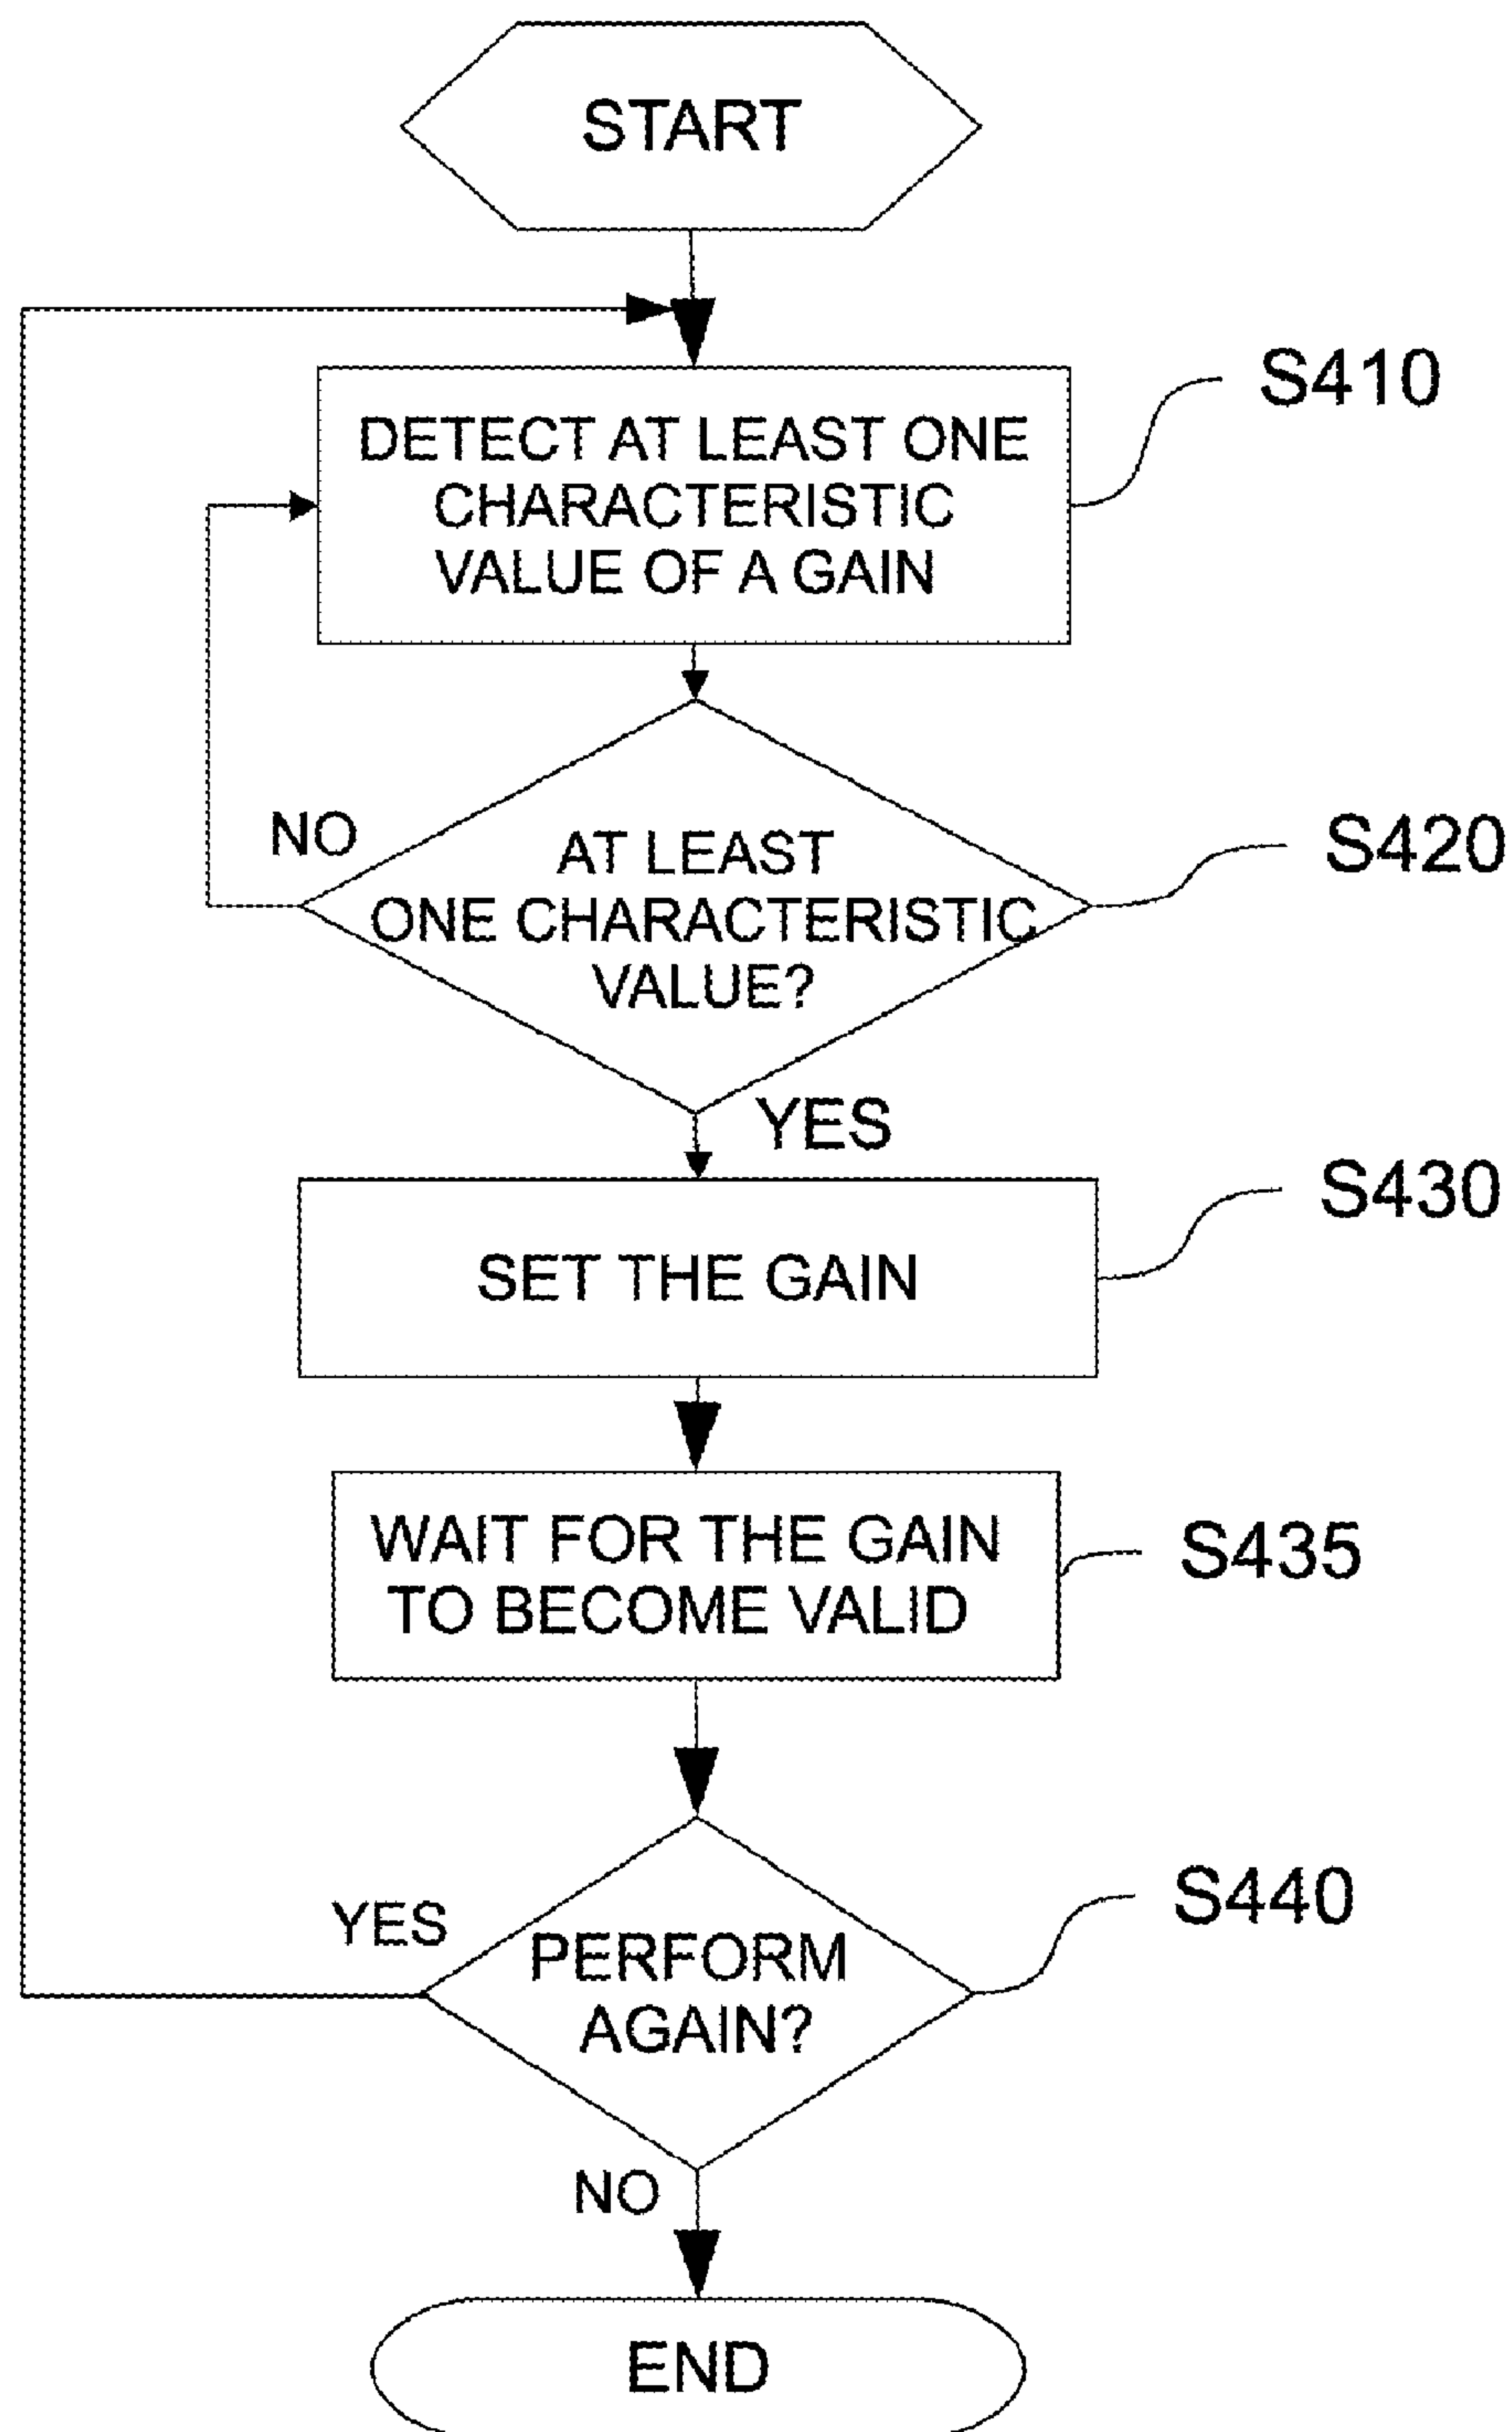 START
S410
DETECT AT LEAST ONE
CHARACTERISTIC
VALUE OF A GAIN
NO
S420
AT LEAST
ONE CHARACTERISTIC
VALUE?
YES
S430
SET THE GAIN
WAIT FOR THE GAIN
TO BECOME VALID
S435
YES
S440
PERFORM
AGAIN?
NO
END